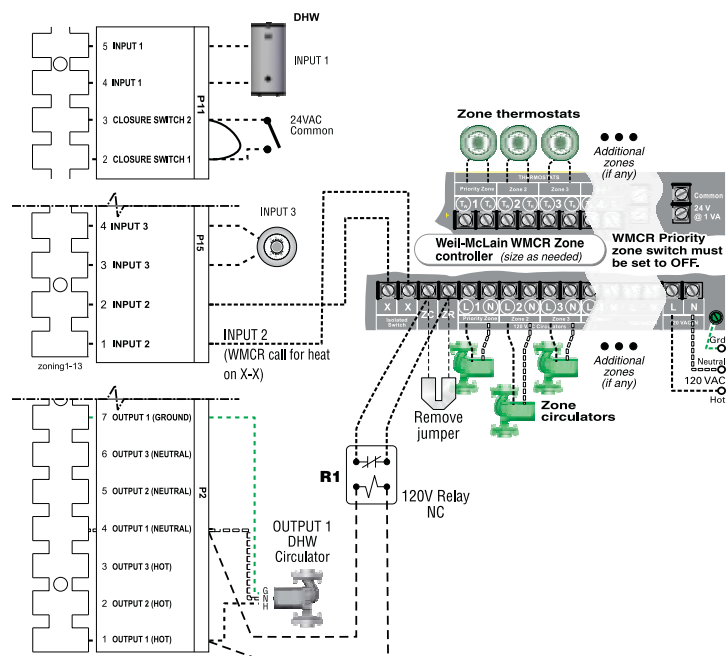 DHW
5 INPUT 1
INPUT 1
4 INPUT 1
P11
3 CLOSURE SWITCH 2
24VAC
Common
2 CLOSURE SWITCH 1
Zone thermostats
Additional
zones
(if any)
THERMOSTATS
Priority Zone
Zone 2
Zone 3
1 2 3
Common
24 V
@ 1 VA
Weil-McLain WMCR Zone
controller (size as needed)
WMCR Priority
zone switch must
be set to OFF.
4 INPUT 3
INPUT 3
P15
3 INPUT 3
2 INPUT 2
1 INPUT 2
INPUT 2
(WMCR call for heat
on X-X)
zoning1-13
X X ZC ZR L 1 N L 2 N L 3 N L N
Isolated
Switch
Priority Zone
Zone 2
Zone 3
Grd
Neutral
120 VAC
Hot
Additional
zones
(if any)
Remove
jumper
Zone
circulators
7 OUTPUT 1 (GROUND)
6 OUTPUT 3 (NEUTRAL)
P2
5 OUTPUT 2 (NEUTRAL)
4 OUTPUT 1 (NEUTRAL)
3 OUTPUT 3 (HOT)
2 OUTPUT 2 (HOT)
1 OUTPUT 1 (HOT)
R1
120V Relay
NC
OUTPUT 1
DHW
Circulator
G
N
H